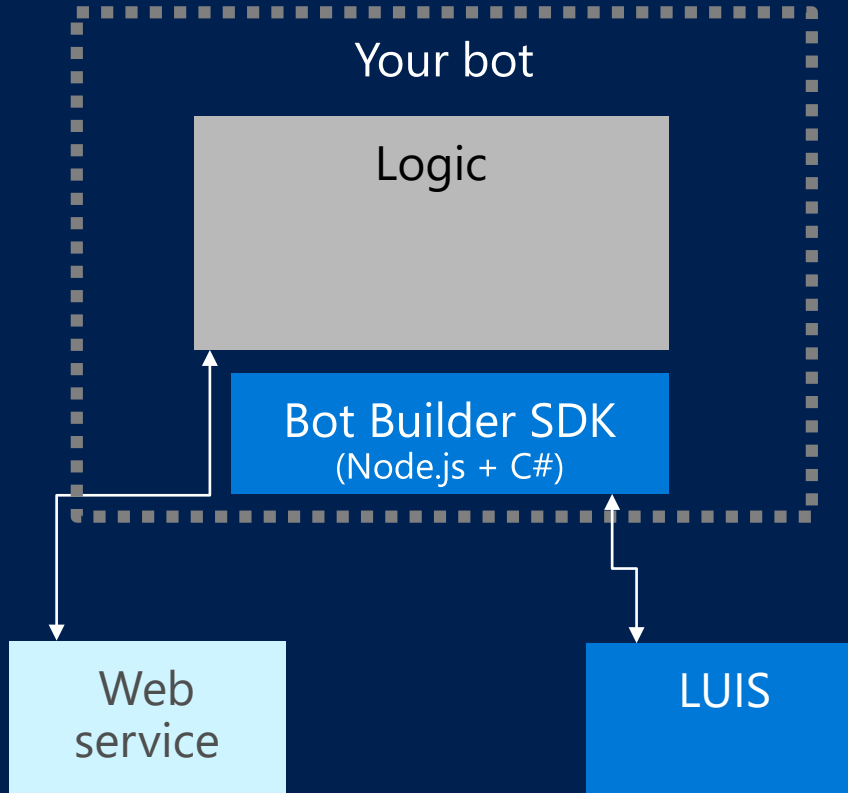 Your bot
Logic
Bot Builder SDK
(Node.js + C#)
Web
service
LUIS